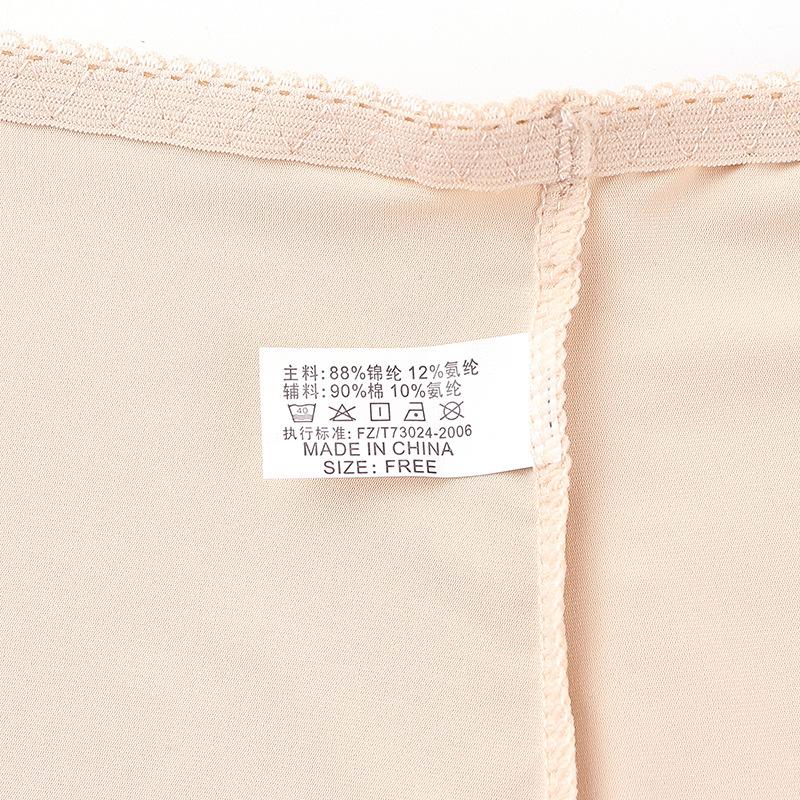 主料: 88%锦纶 12%氨纶
辅料: 90%棉 10%氨纶
40
执行标准: FZ/T73024-2006
MADE IN CHINA
SIZE: FREE